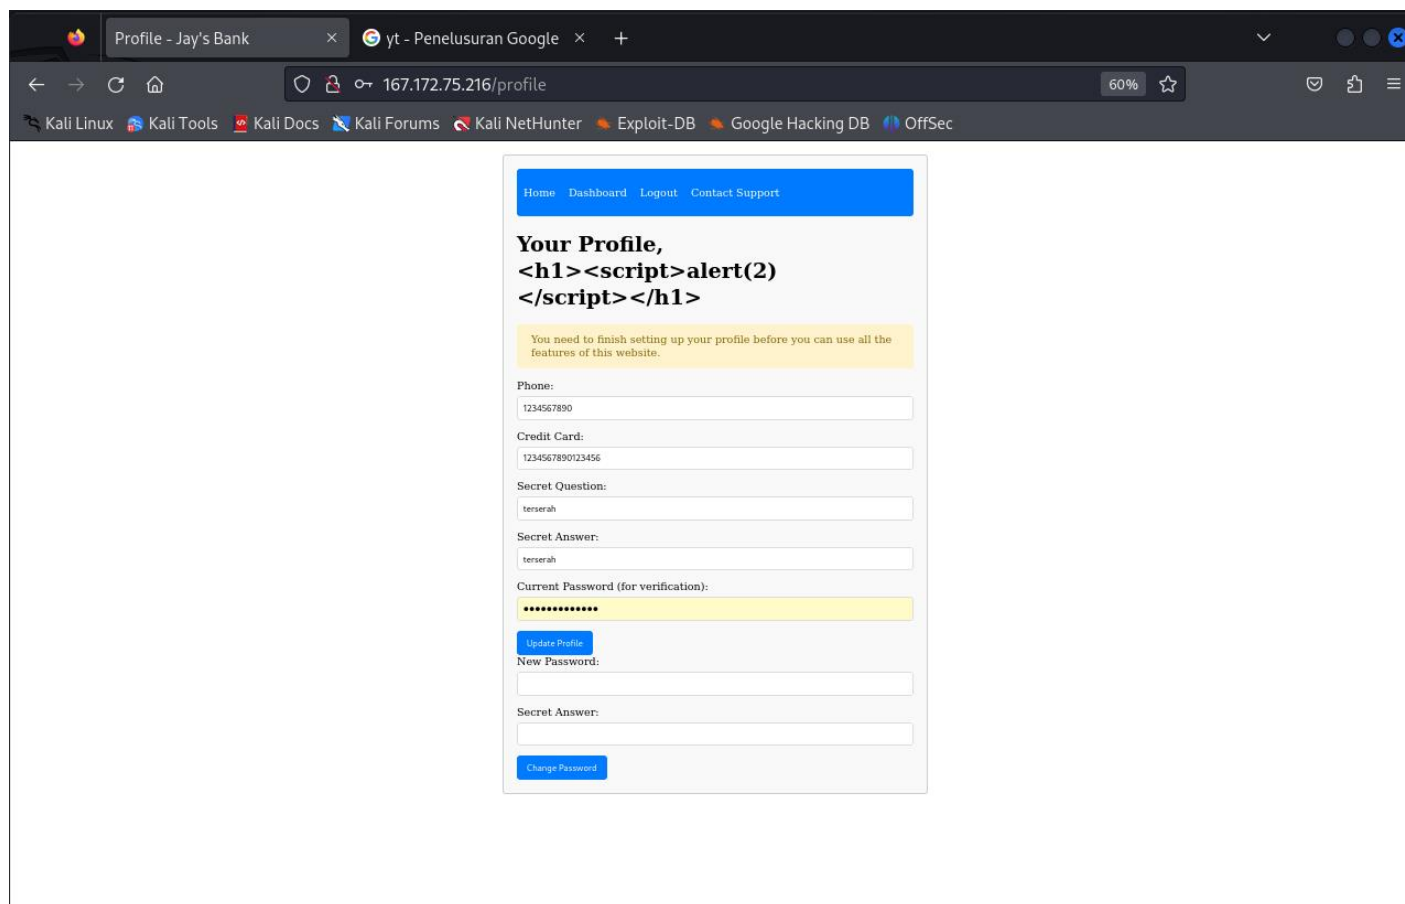 Profile - Jay's Bank
yt - Penelusuran Google
167.172.75.216/profile
60%
Kali Linux Kali Tools Kali Docs Kali Forums Kali NetHunter Exploit-DB Google Hacking DB OffSec
Home Dashboard Logout Contact Support
Your Profile,
<h1><script>alert(2)
</script></h1>
You need to finish setting up your profile before you can use all the
features of this website.
Phone:
1234567890
Credit Card:
1234567890123456
Secret Question:
terserah
Secret Answer:
terserah
Current Password (for verification):
•••••••••••••
Update Profile
New Password:
Secret Answer:
Change Password